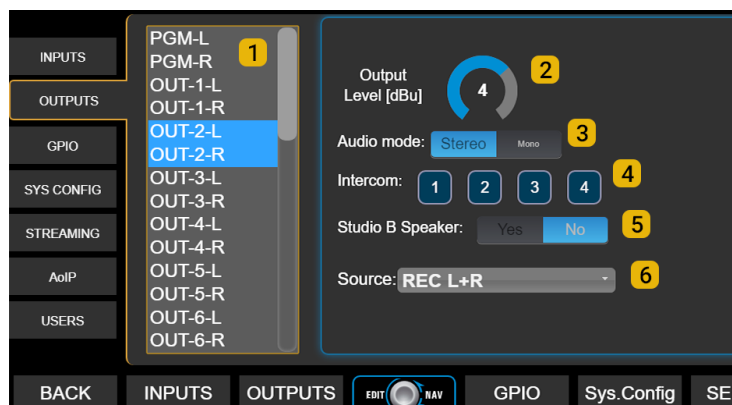 INPUTS
OUTPUTS
GPIO
SYS CONFIG
STREAMING
AoIP
USERS
PGM-L
PGM-R
OUT-1-L
OUT-1-R
OUT-2-L
OUT-2-R
OUT-3-L
OUT-3-R
OUT-4-L
OUT-4-R
OUT-5-L
OUT-5-R
OUT-6-L
OUT-6-R
1
Output
Level [dBu]
4
2
Audio mode: Stereo Mono 3
Intercom: 1 2 3 4 4
Studio B Speaker: Yes No 5
Source: REC L+R 6
BACK INPUTS OUTPUTS EDIT NAV GPIO Sys.Config SE